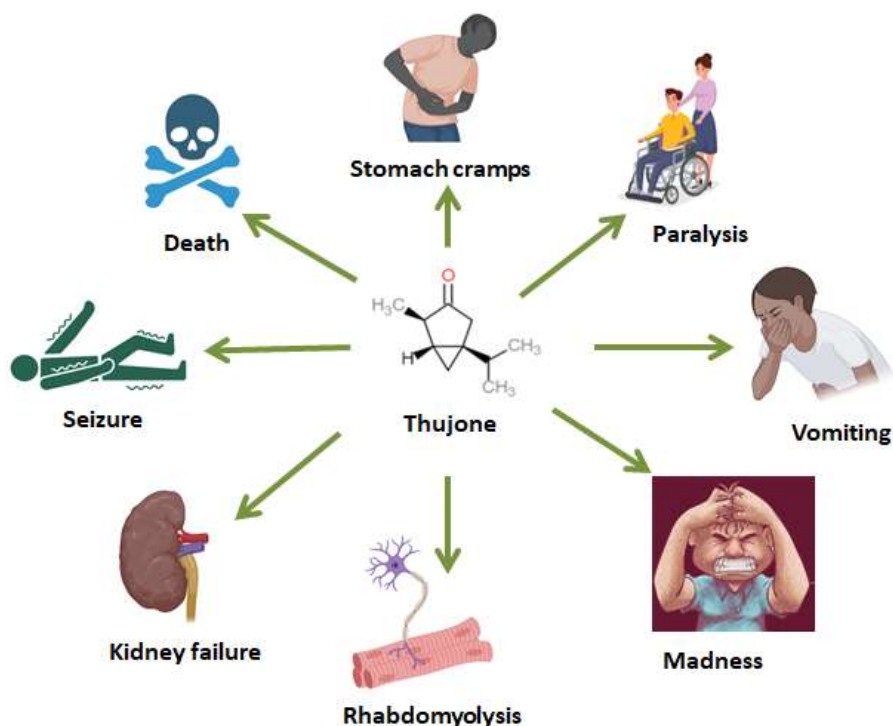 Stomach cramps
Death
Paralysis
O
H₃C
H
CH₃
CH₃
Thujone
Seizure
Vomiting
Kidney failure
Madness
Rhabdomyolysis